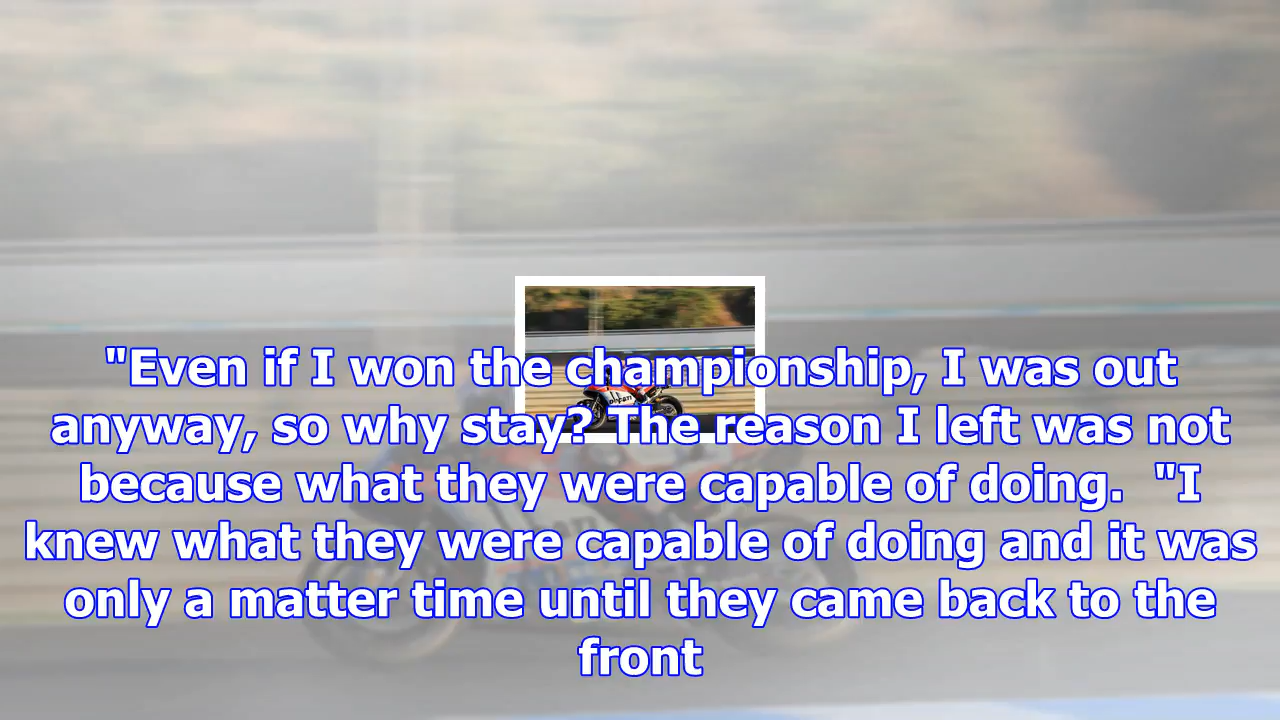 "Even if I won the championship, I was out
anyway, so why stay? The reason I left was not
because what they were capable of doing.  "I
knew what they were capable of doing and it was
only a matter time until they came back to the
front